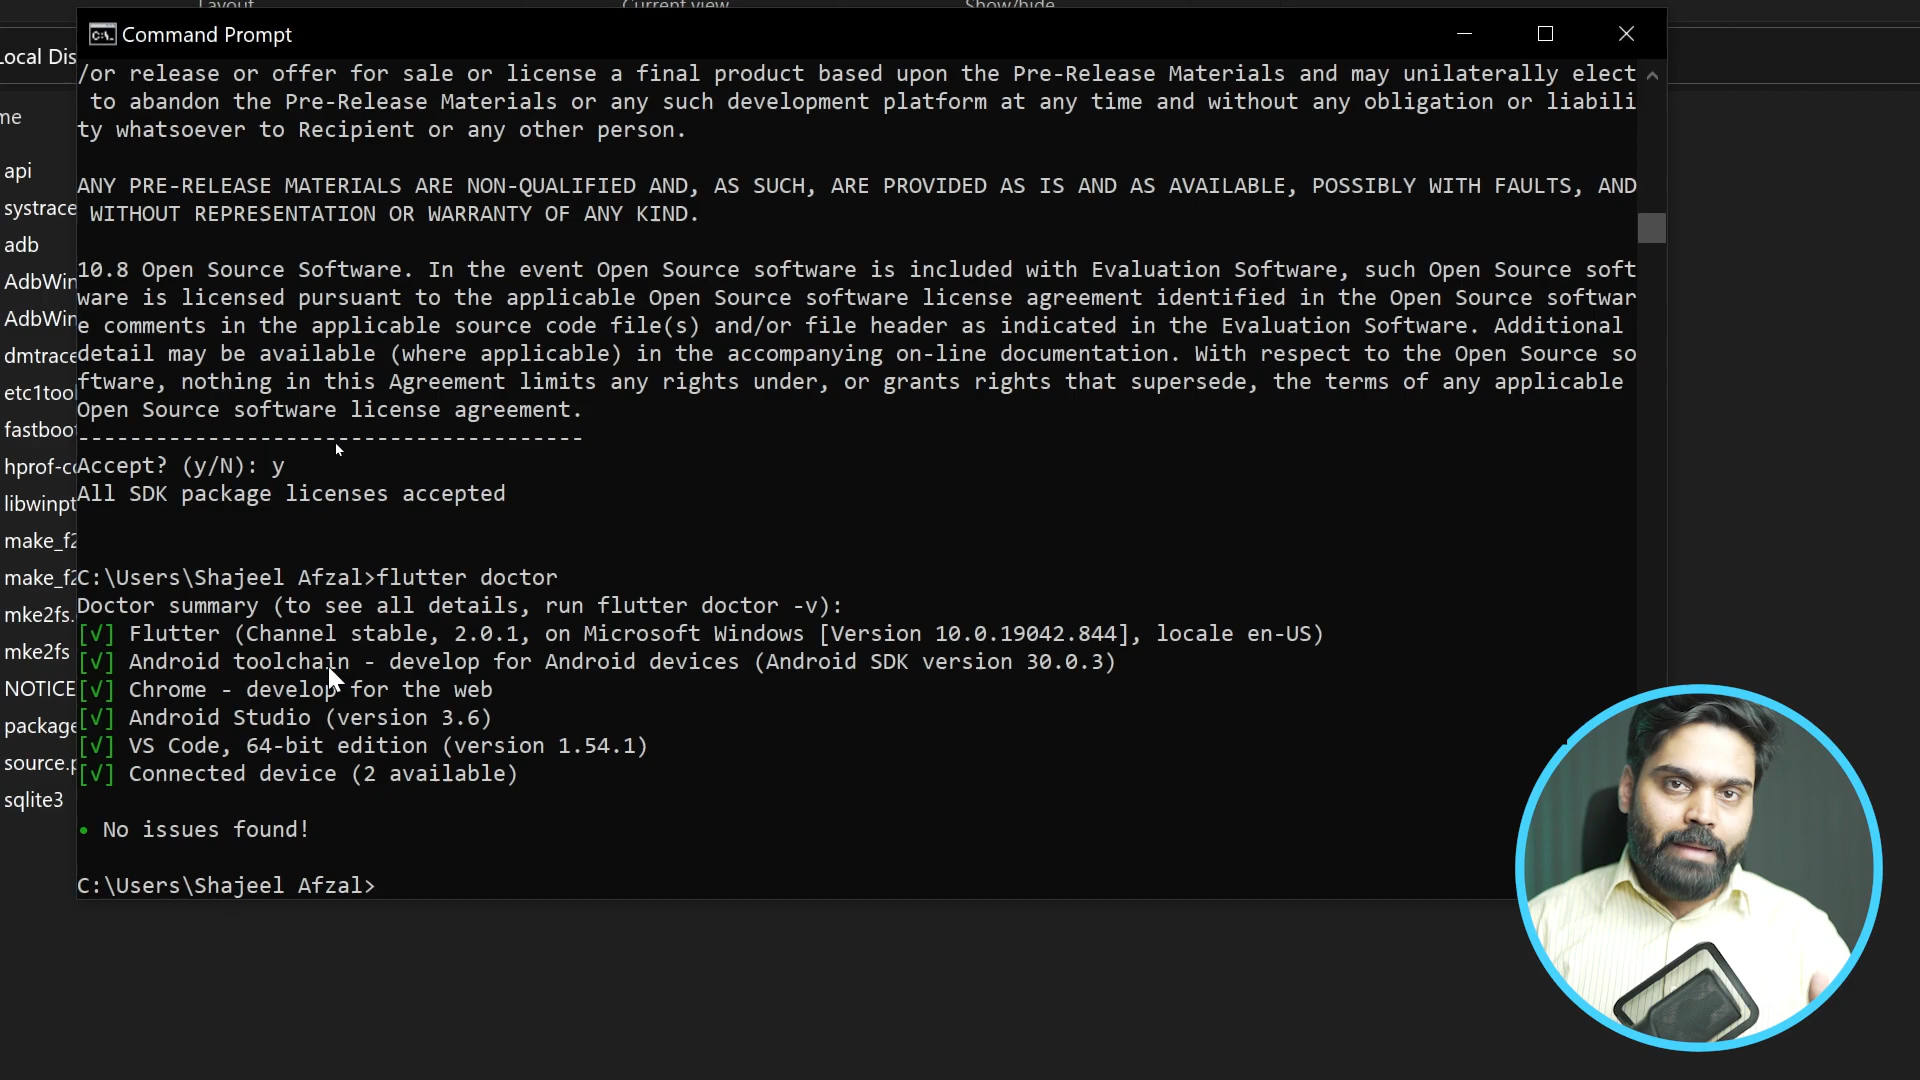 Layout
Current view
Show/hide
Command Prompt
Local Dis
me
api
systrace
adb
AdbWin
AdbWin
dmtrace
etc1tool
fastboot
hprof-co
libwinpt
make_f2
make_f2
mke2fs.
mke2fs
NOTICE
package
source.p
sqlite3
/or release or offer for sale or license a final product based upon the Pre-Release Materials and may unilaterally elect
to abandon the Pre-Release Materials or any such development platform at any time and without any obligation or liabili
ty whatsoever to Recipient or any other person.
ANY PRE-RELEASE MATERIALS ARE NON-QUALIFIED AND, AS SUCH, ARE PROVIDED AS IS AND AS AVAILABLE, POSSIBLY WITH FAULTS, AND
WITHOUT REPRESENTATION OR WARRANTY OF ANY KIND.
10.8 Open Source Software. In the event Open Source software is included with Evaluation Software, such Open Source soft
ware is licensed pursuant to the applicable Open Source software license agreement identified in the Open Source softwar
e comments in the applicable source code file(s) and/or file header as indicated in the Evaluation Software. Additional
detail may be available (where applicable) in the accompanying on-line documentation. With respect to the Open Source so
ftware, nothing in this Agreement limits any rights under, or grants rights that supersede, the terms of any applicable
Open Source software license agreement.
---------------------------------------
Accept? (y/N): y
All SDK package licenses accepted
C:\Users\Shajeel Afzal>flutter doctor
Doctor summary (to see all details, run flutter doctor -v):
[√] Flutter (Channel stable, 2.0.1, on Microsoft Windows [Version 10.0.19042.844], locale en-US)
[√] Android toolchain - develop for Android devices (Android SDK version 30.0.3)
[√] Chrome - develop for the web
[√] Android Studio (version 3.6)
[√] VS Code, 64-bit edition (version 1.54.1)
[√] Connected device (2 available)
• No issues found!
C:\Users\Shajeel Afzal>